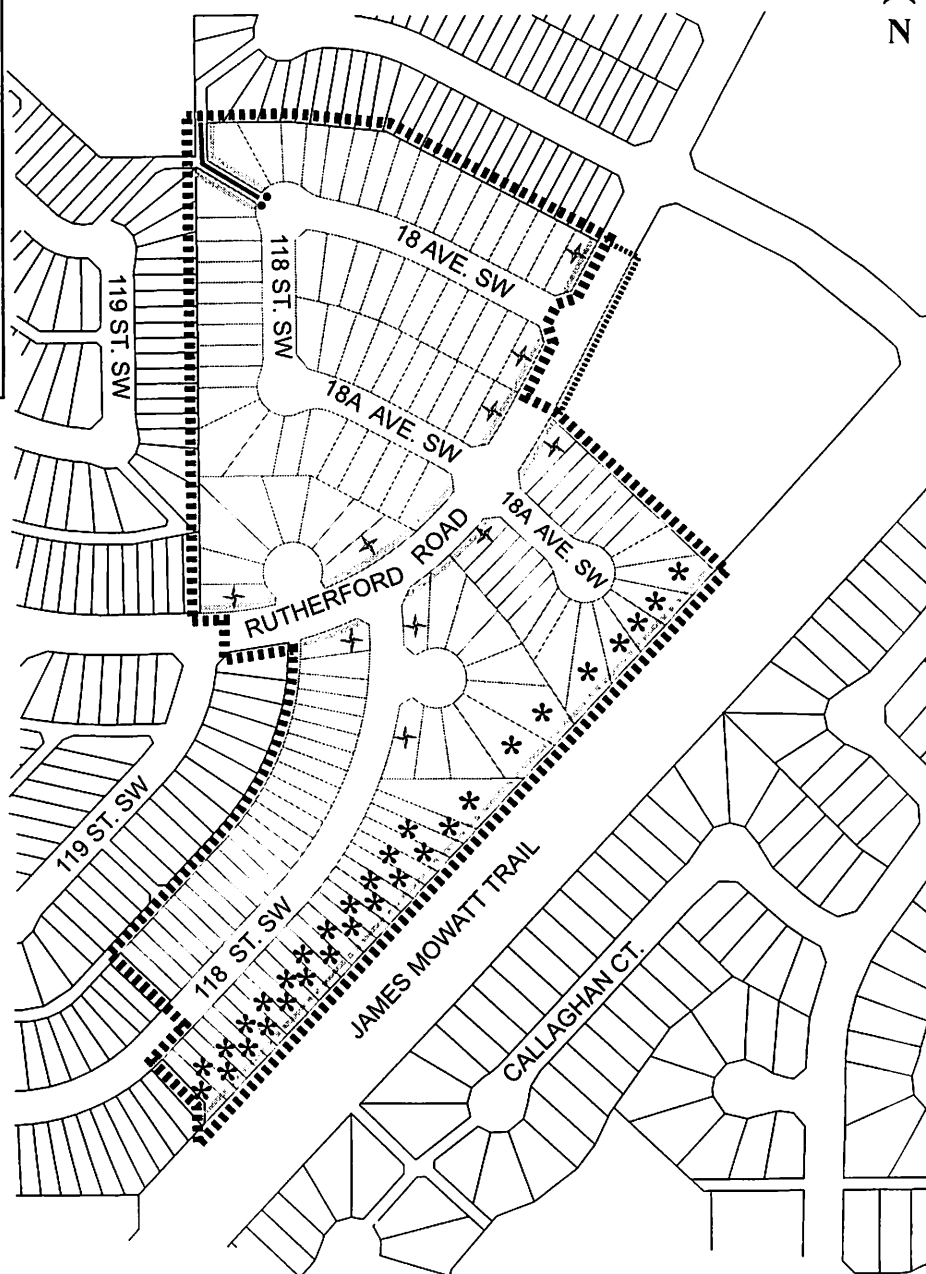 N
18 AVE. SW
118 ST. SW
119 ST. SW
18A AVE. SW
18A AVE. SW
RUTHERFORD ROAD
119 ST. SW
118 ST. SW
JAMES MOWATT TRAIL
CALLAGHAN CT.